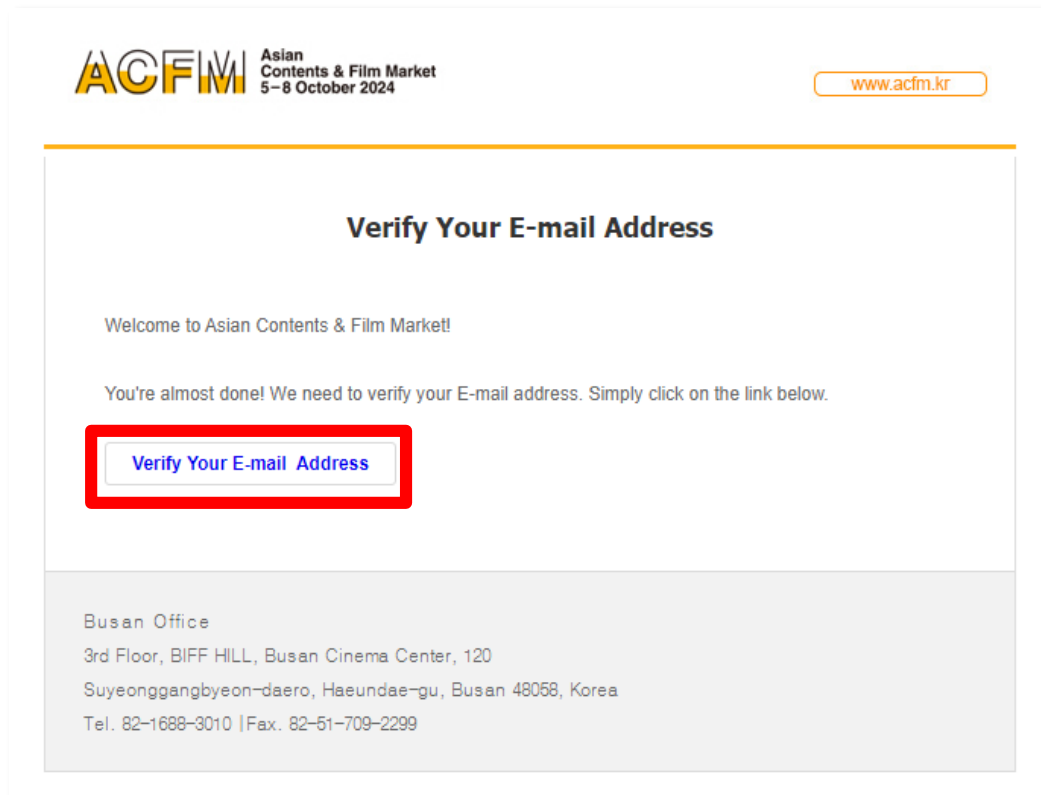 ACFM
Asian
Contents & Film Market
5–8 October 2024
www.acfm.kr
Verify Your E-mail Address
Welcome to Asian Contents & Film Market!
You're almost done! We need to verify your E-mail address. Simply click on the link below.
Verify Your E-mail Address
Busan Office
3rd Floor, BIFF HILL, Busan Cinema Center, 120
Suyeonggangbyeon-daero, Haeundae-gu, Busan 48058, Korea
Tel. 82-1688-3010 | Fax. 82-51-709-2299